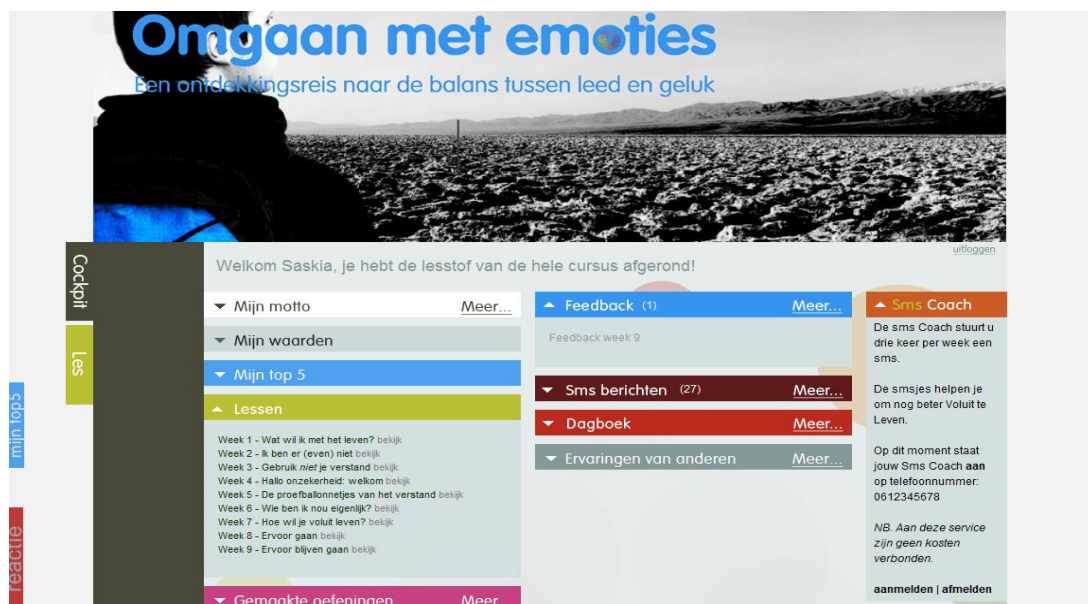 Omgaan met emoties
Een ontdekkingsreis naar de balans tussen leed en geluk
uitloggen
Cockpit
Les
mijn top5
reactie
Welkom Saskia, je hebt de lesstof van de hele cursus afgerond!
Mijn motto Meer...
Mijn waarden
Mijn top 5
Lessen
Week 1 - Wat wil ik met het leven? bekijk
Week 2 - Ik ben er (even) niet bekijk
Week 3 - Gebruik niet je verstand bekijk
Week 4 - Hallo onzekerheid: welkom bekijk
Week 5 - De proefballonnetjes van het verstand bekijk
Week 6 - Wie ben ik nou eigenlijk? bekijk
Week 7 - Hoe wil je voluit leven? bekijk
Week 8 - Ervoor gaan bekijk
Week 9 - Ervoor blijven gaan bekijk
Gemaakte oefeningen Meer
Feedback (1) Meer...
Feedback week 9
Sms berichten (27) Meer...
Dagboek Meer...
Ervaringen van anderen Meer...
Sms Coach
De sms Coach stuurt u
drie keer per week een
sms.
De smsjes helpen je
om nog beter Voluit te
Leven.
Op dit moment staat
jouw Sms Coach aan
op telefoonnummer:
0612345678
NB. Aan deze service
zijn geen kosten
verbonden.
aanmelden | afmelden